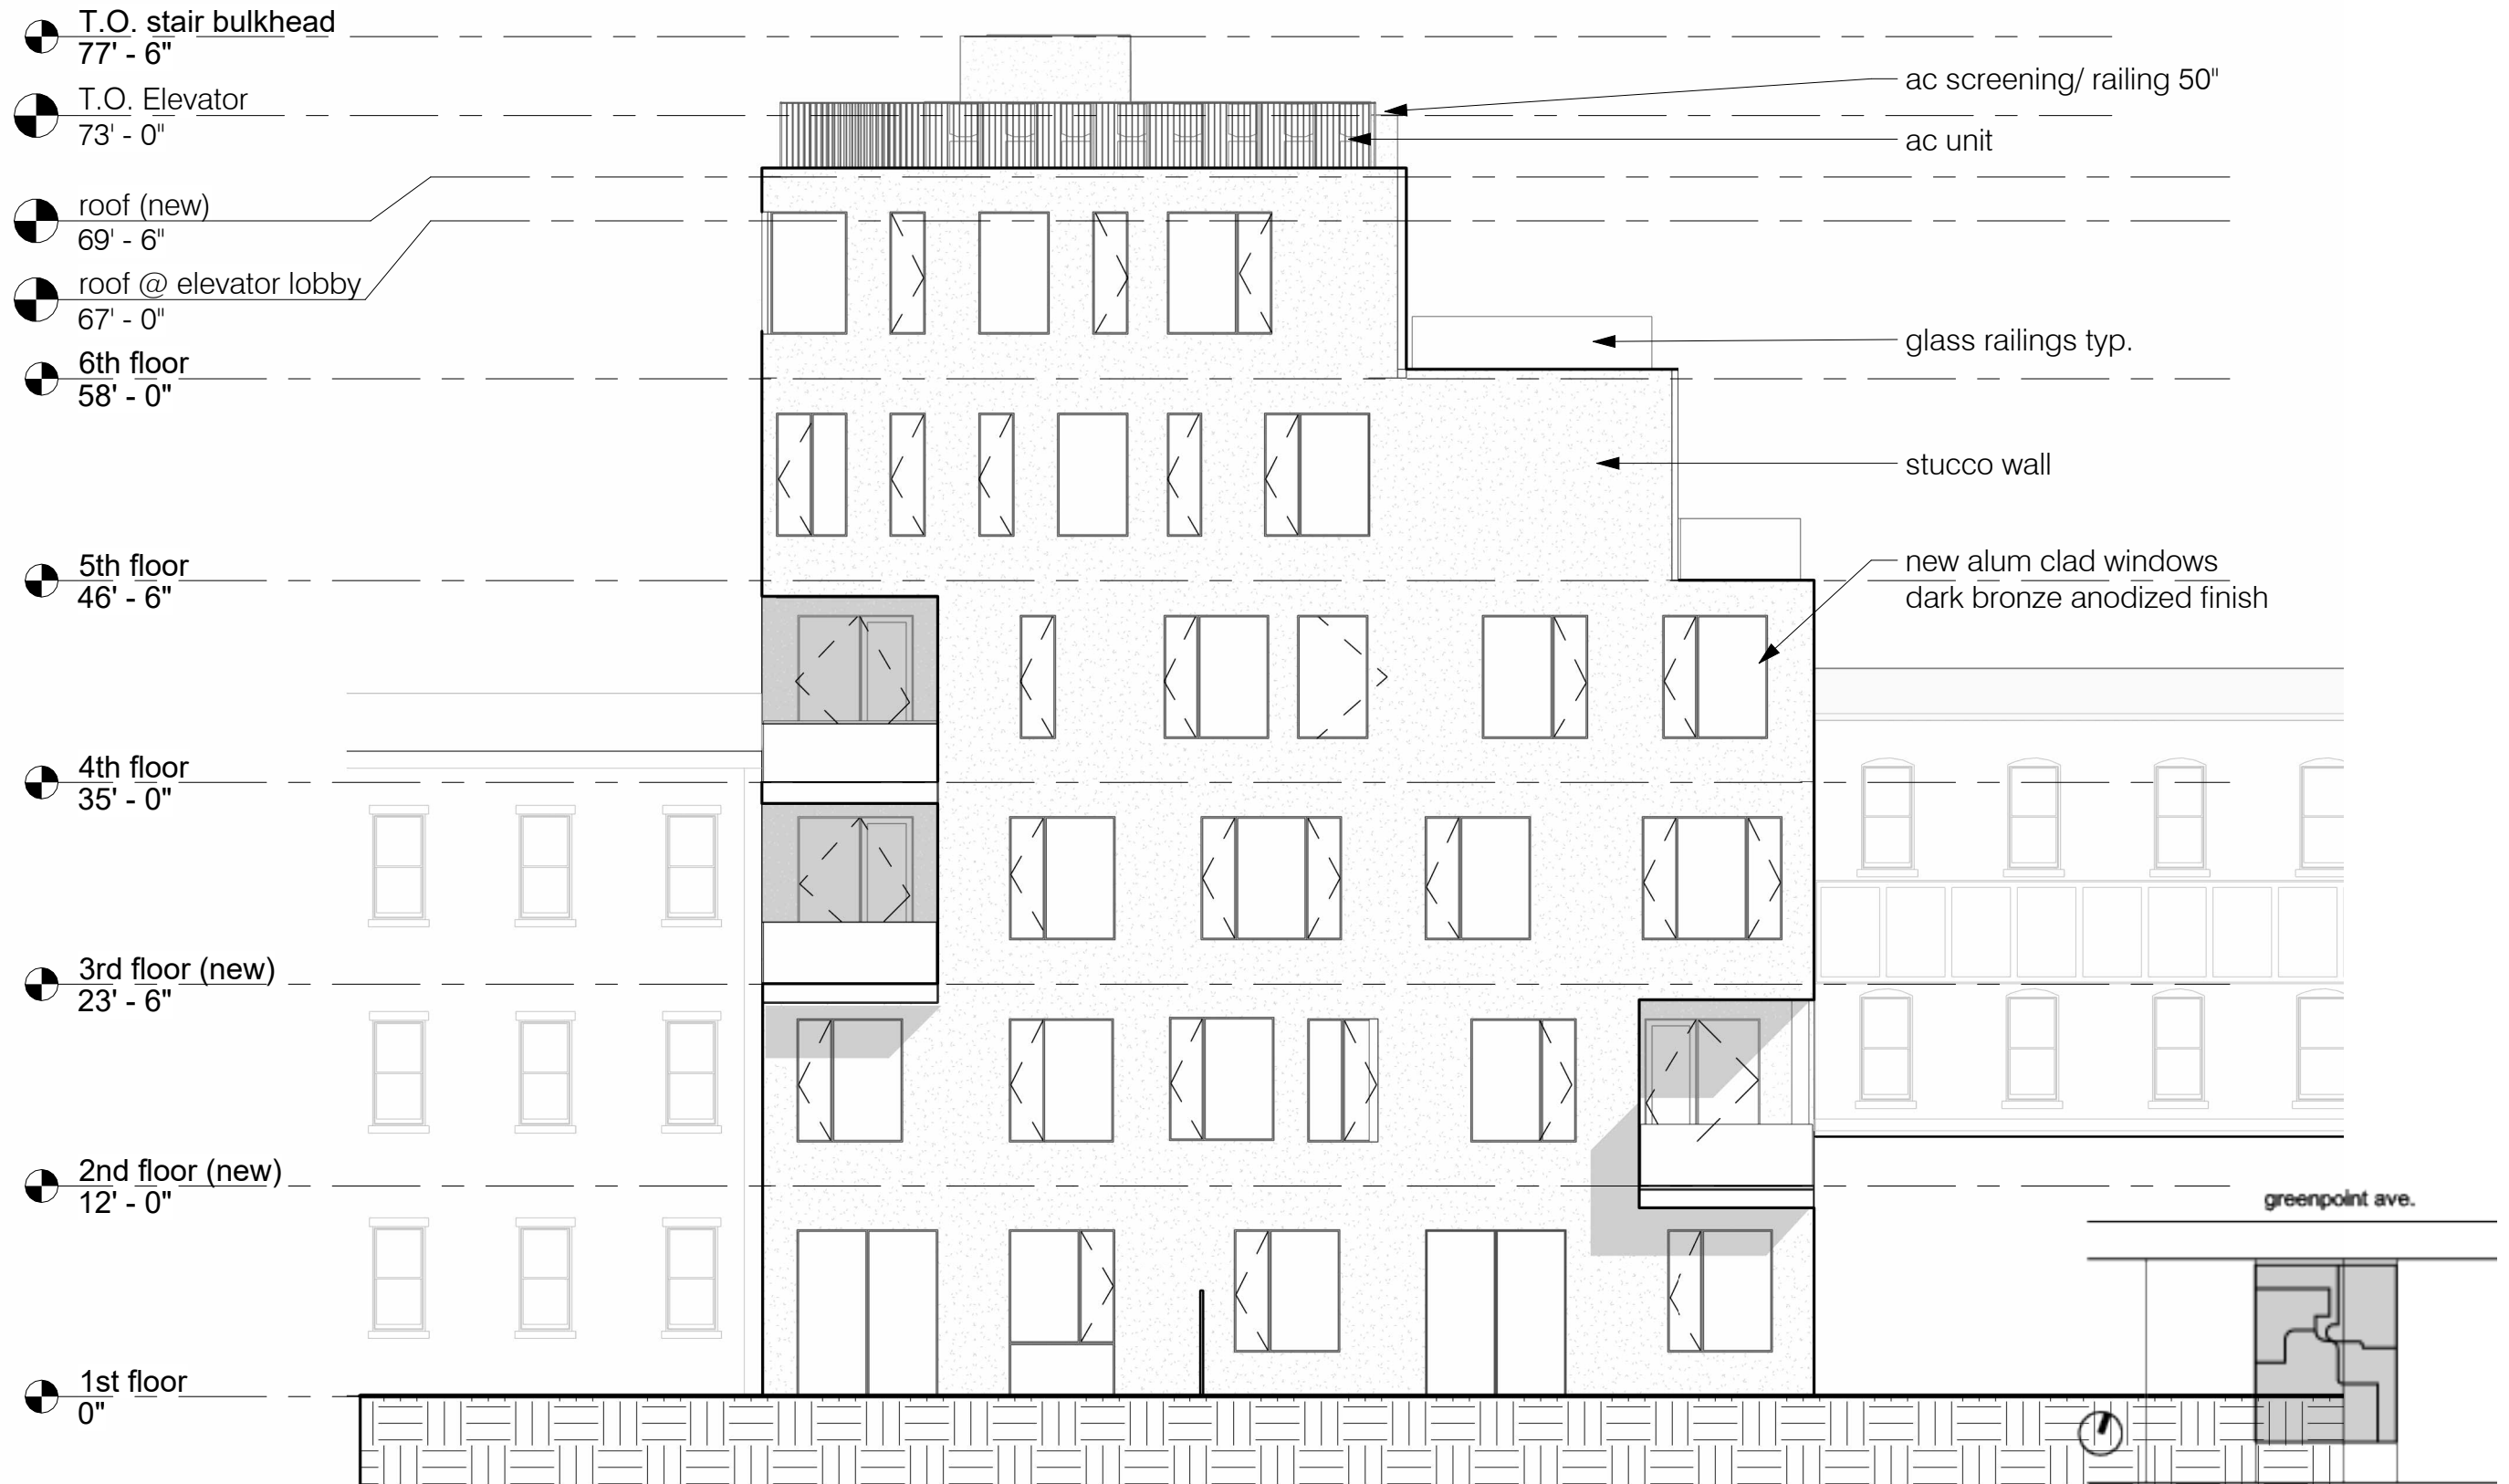 T.O. stair bulkhead
77' - 6"
T.O. Elevator
73' - 0"
roof (new)
69' - 6"
roof @ elevator lobby
67' - 0"
6th floor
58' - 0"
5th floor
46' - 6"
4th floor
35' - 0"
3rd floor (new)
23' - 6"
2nd floor (new)
12' - 0"
1st floor
0"
ac screening/ railing 50"
ac unit
glass railings typ.
stucco wall
new alum clad windows
dark bronze anodized finish
greenpoint ave.